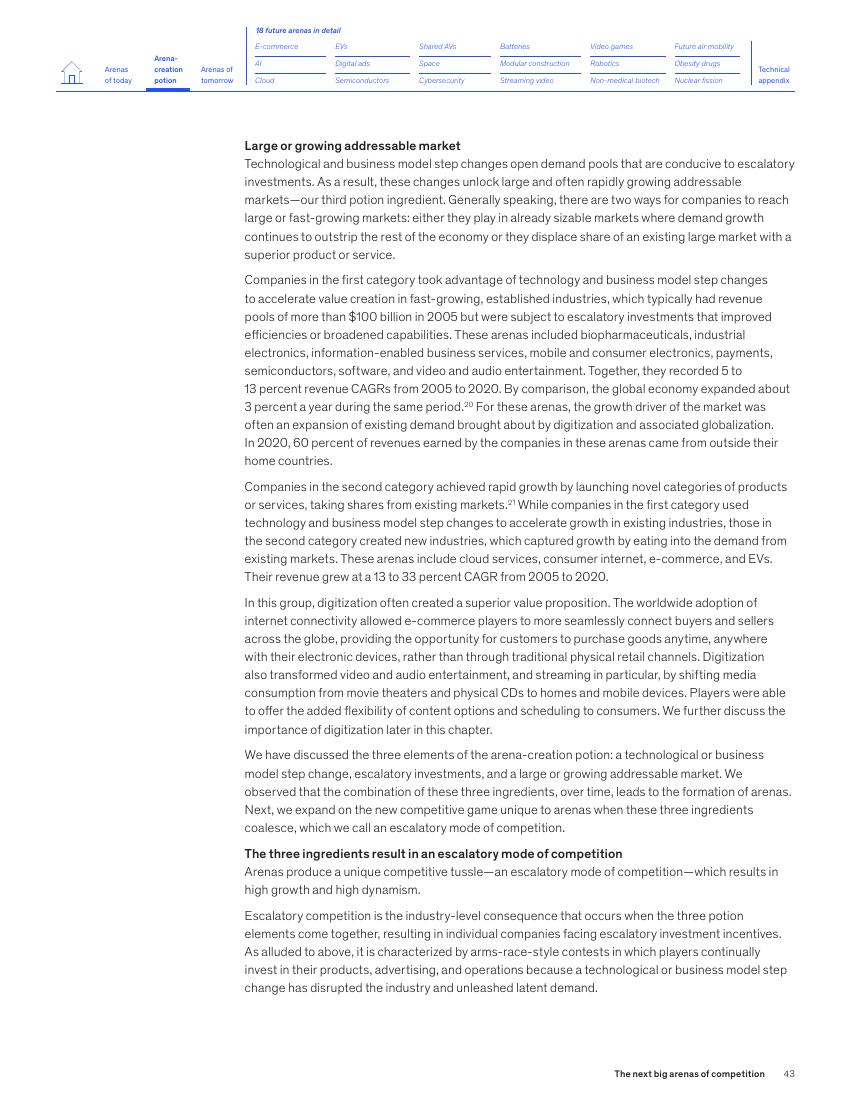 18 future arenas in detail
Arenas of today
Arena-creation potion
Arenas of tomorrow
E-commerce EVs Shared AVs Batteries Video games Future air mobility
AI Digital ads Space Modular construction Robotics Obesity drugs
Cloud Semiconductors Cybersecurity Streaming video Non-medical biotech Nuclear fission
Technical appendix
Large or growing addressable market
Technological and business model step changes open demand pools that are conducive to escalatory
investments. As a result, these changes unlock large and often rapidly growing addressable
markets—our third potion ingredient. Generally speaking, there are two ways for companies to reach
large or fast-growing markets: either they play in already sizable markets where demand growth
continues to outstrip the rest of the economy or they displace share of an existing large market with a
superior product or service.
Companies in the first category took advantage of technology and business model step changes
to accelerate value creation in fast-growing, established industries, which typically had revenue
pools of more than $100 billion in 2005 but were subject to escalatory investments that improved
efficiencies or broadened capabilities. These arenas included biopharmaceuticals, industrial
electronics, information-enabled business services, mobile and consumer electronics, payments,
semiconductors, software, and video and audio entertainment. Together, they recorded 5 to
13 percent revenue CAGRs from 2005 to 2020. By comparison, the global economy expanded about
3 percent a year during the same period.20 For these arenas, the growth driver of the market was
often an expansion of existing demand brought about by digitization and associated globalization.
In 2020, 60 percent of revenues earned by the companies in these arenas came from outside their
home countries.
Companies in the second category achieved rapid growth by launching novel categories of products
or services, taking shares from existing markets.21 While companies in the first category used
technology and business model step changes to accelerate growth in existing industries, those in
the second category created new industries, which captured growth by eating into the demand from
existing markets. These arenas include cloud services, consumer internet, e-commerce, and EVs.
Their revenue grew at a 13 to 33 percent CAGR from 2005 to 2020.
In this group, digitization often created a superior value proposition. The worldwide adoption of
internet connectivity allowed e-commerce players to more seamlessly connect buyers and sellers
across the globe, providing the opportunity for customers to purchase goods anytime, anywhere
with their electronic devices, rather than through traditional physical retail channels. Digitization
also transformed video and audio entertainment, and streaming in particular, by shifting media
consumption from movie theaters and physical CDs to homes and mobile devices. Players were able
to offer the added flexibility of content options and scheduling to consumers. We further discuss the
importance of digitization later in this chapter.
We have discussed the three elements of the arena-creation potion: a technological or business
model step change, escalatory investments, and a large or growing addressable market. We
observed that the combination of these three ingredients, over time, leads to the formation of arenas.
Next, we expand on the new competitive game unique to arenas when these three ingredients
coalesce, which we call an escalatory mode of competition.
The three ingredients result in an escalatory mode of competition
Arenas produce a unique competitive tussle—an escalatory mode of competition—which results in
high growth and high dynamism.
Escalatory competition is the industry-level consequence that occurs when the three potion
elements come together, resulting in individual companies facing escalatory investment incentives.
As alluded to above, it is characterized by arms-race-style contests in which players continually
invest in their products, advertising, and operations because a technological or business model step
change has disrupted the industry and unleashed latent demand.
The next big arenas of competition 43